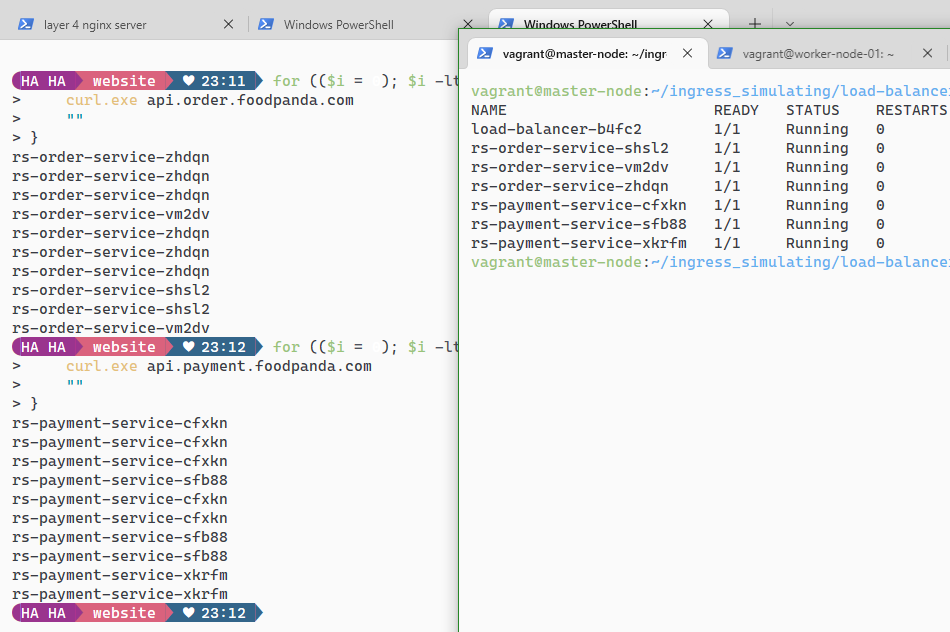 layer 4 nginx server
Windows PowerShell
Windows PowerShell
HA HA website 23:11 for (($i = ); $i -lt
> curl.exe api.order.foodpanda.com
> ""
> }
rs-order-service-zhdqn
rs-order-service-zhdqn
rs-order-service-zhdqn
rs-order-service-vm2dv
rs-order-service-zhdqn
rs-order-service-zhdqn
rs-order-service-zhdqn
rs-order-service-shsl2
rs-order-service-shsl2
rs-order-service-vm2dv
HA HA website 23:12 for (($i = ); $i -lt
> curl.exe api.payment.foodpanda.com
> ""
> }
rs-payment-service-cfxkn
rs-payment-service-cfxkn
rs-payment-service-cfxkn
rs-payment-service-sfb88
rs-payment-service-cfxkn
rs-payment-service-cfxkn
rs-payment-service-sfb88
rs-payment-service-sfb88
rs-payment-service-xkrfm
rs-payment-service-xkrfm
HA HA website 23:12
vagrant@master-node: ~/ingr
vagrant@worker-node-01: ~
vagrant@master-node:~/ingress_simulating/load-balancer
NAME READY STATUS RESTARTS
load-balancer-b4fc2 1/1 Running 0
rs-order-service-shsl2 1/1 Running 0
rs-order-service-vm2dv 1/1 Running 0
rs-order-service-zhdqn 1/1 Running 0
rs-payment-service-cfxkn 1/1 Running 0
rs-payment-service-sfb88 1/1 Running 0
rs-payment-service-xkrfm 1/1 Running 0
vagrant@master-node:~/ingress_simulating/load-balancer